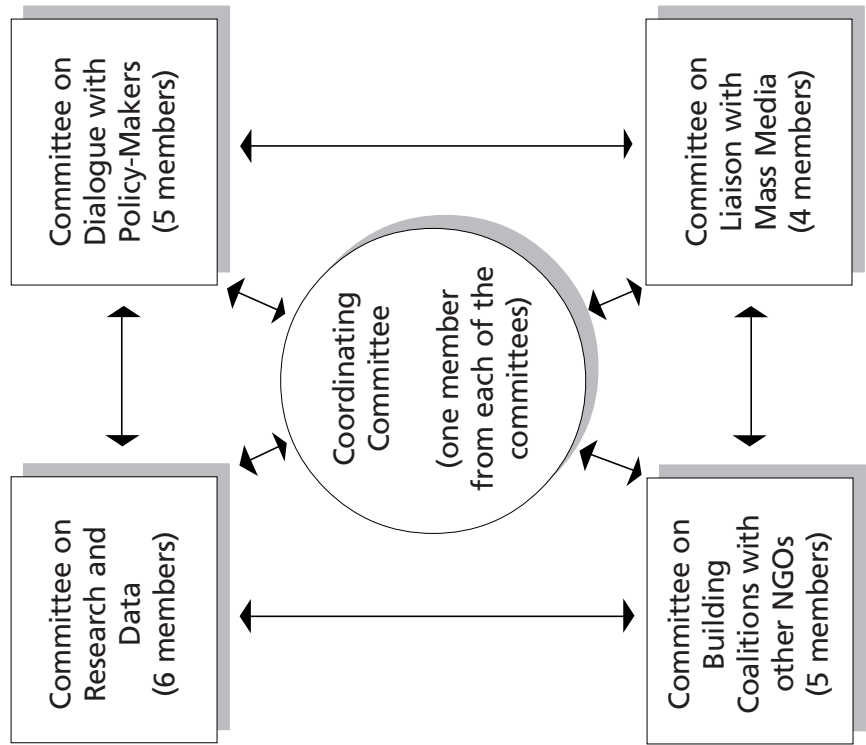 Committee on
Research and
Data
(6 members)
Committee on
Dialogue with
Policy-Makers
(5 members)
Coordinating
Committee
(one member
from each of the
committees)
Committee on
Building
Coalitions with
other NGOs
(5 members)
Committee on
Liaison with
Mass Media
(4 members)